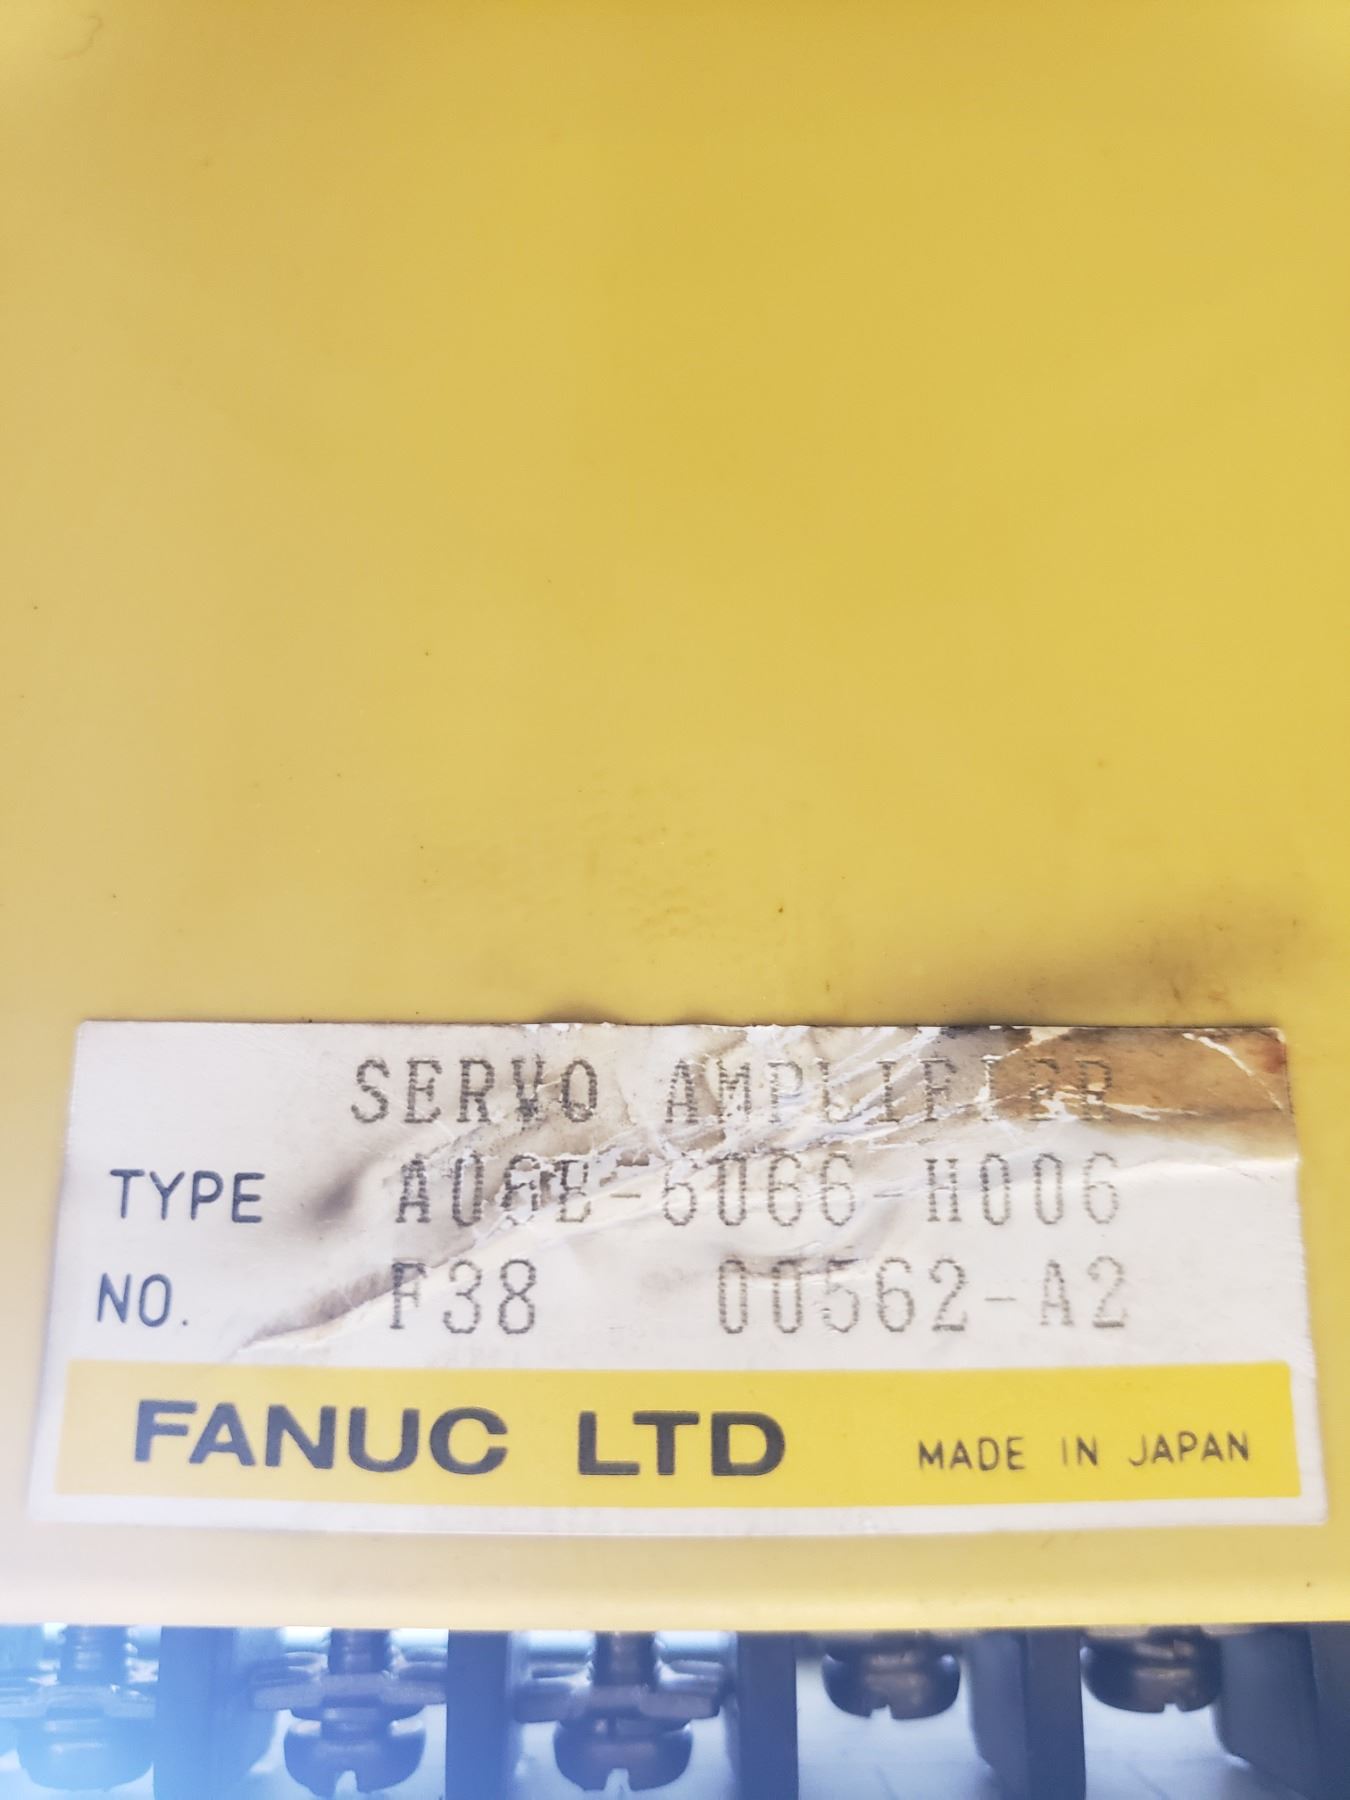 SERVO AMPLIFIER
TYPE A06B-6066-H006
NO. F38 00562-A2
FANUC LTD MADE IN JAPAN